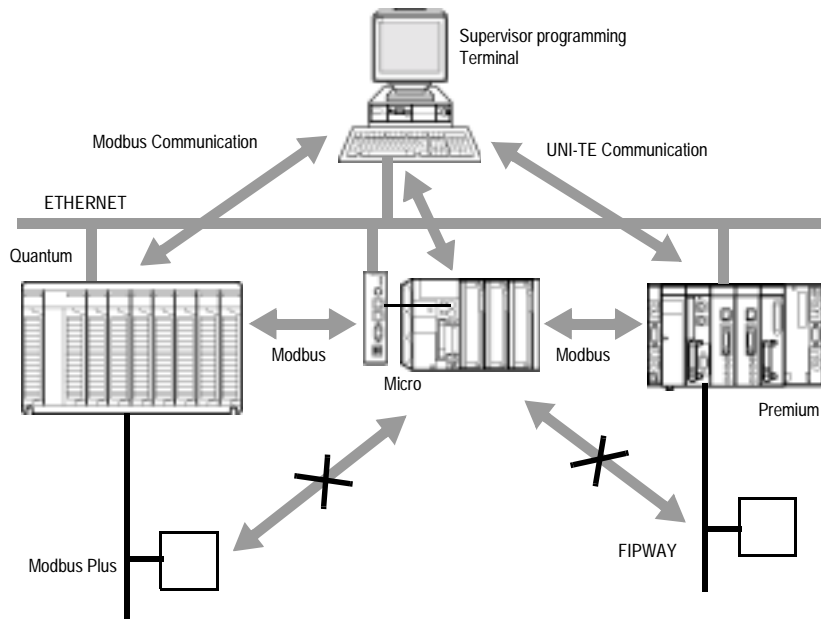 Supervisor programming
Terminal
Modbus Communication
UNI-TE Communication
ETHERNET
Quantum
Modbus
Modbus
Micro
Premium
Modbus Plus
FIPWAY